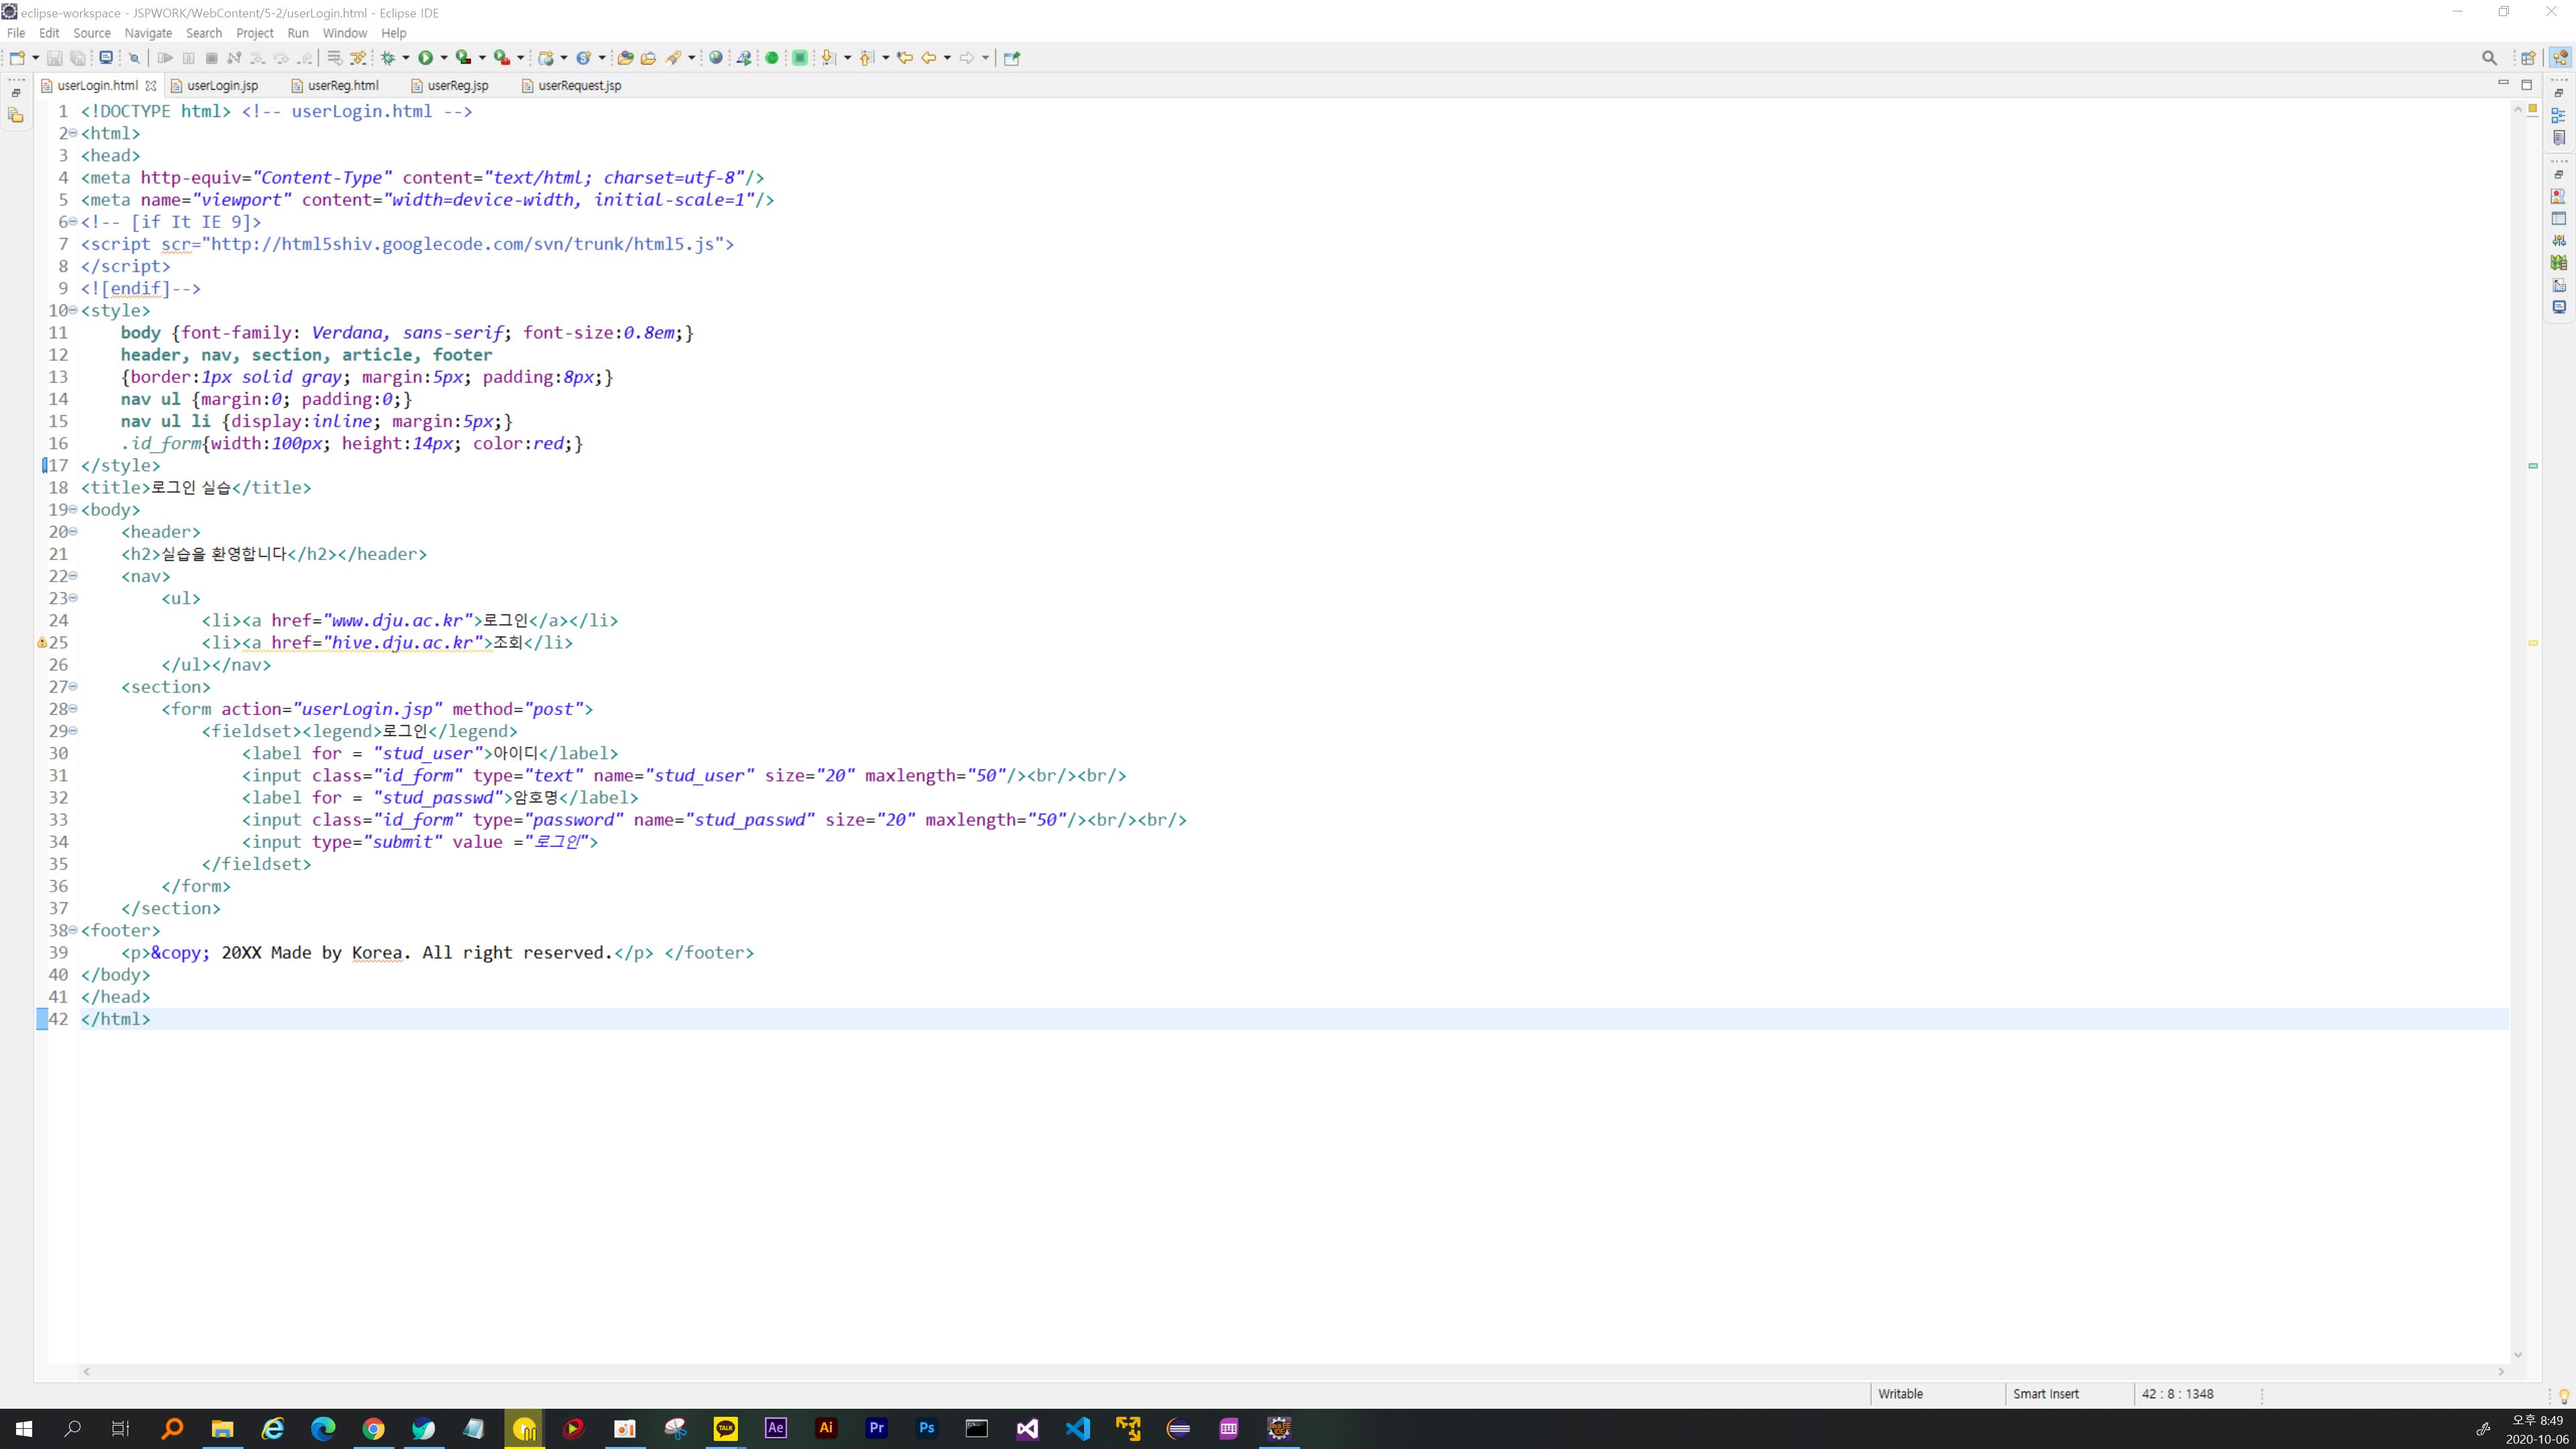 eclipse-workspace - JSPWORK/WebContent/5-2/userLogin.html - Eclipse IDE
File Edit Source Navigate Search Project Run Window Help
userLogin.html userLogin.jsp userReg.html userReg.jsp userRequest.jsp
1 <!DOCTYPE html> <!-- userLogin.html -->
2 <html>
3 <head>
4 <meta http-equiv="Content-Type" content="text/html; charset=utf-8"/>
5 <meta name="viewport" content="width=device-width, initial-scale=1"/>
6 <!-- [if It IE 9]>
7 <script scr="http://html5shiv.googlecode.com/svn/trunk/html5.js">
8 </script>
9 <![endif]-->
10 <style>
11 body {font-family: Verdana, sans-serif; font-size:0.8em;}
12 header, nav, section, article, footer
13 {border:1px solid gray; margin:5px; padding:8px;}
14 nav ul {margin:0; padding:0;}
15 nav ul li {display:inline; margin:5px;}
16 .id_form{width:100px; height:14px; color:red;}
17 </style>
18 <title>로그인 실습</title>
19 <body>
20 <header>
21 <h2>실습을 환영합니다</h2></header>
22 <nav>
23 <ul>
24 <li><a href="www.dju.ac.kr">로그인</a></li>
25 <li><a href="hive.dju.ac.kr">조회</li>
26 </ul></nav>
27 <section>
28 <form action="userLogin.jsp" method="post">
29 <fieldset><legend>로그인</legend>
30 <label for = "stud_user">아이디</label>
31 <input class="id_form" type="text" name="stud_user" size="20" maxlength="50"/><br/><br/>
32 <label for = "stud_passwd">암호명</label>
33 <input class="id_form" type="password" name="stud_passwd" size="20" maxlength="50"/><br/><br/>
34 <input type="submit" value ="로그인">
35 </fieldset>
36 </form>
37 </section>
38 <footer>
39 <p>&copy; 20XX Made by Korea. All right reserved.</p> </footer>
40 </body>
41 </head>
42 </html>
Writable Smart Insert 42 : 8 : 1348
TALK Ae Ai Pr Ps
오후 8:49
2020-10-06